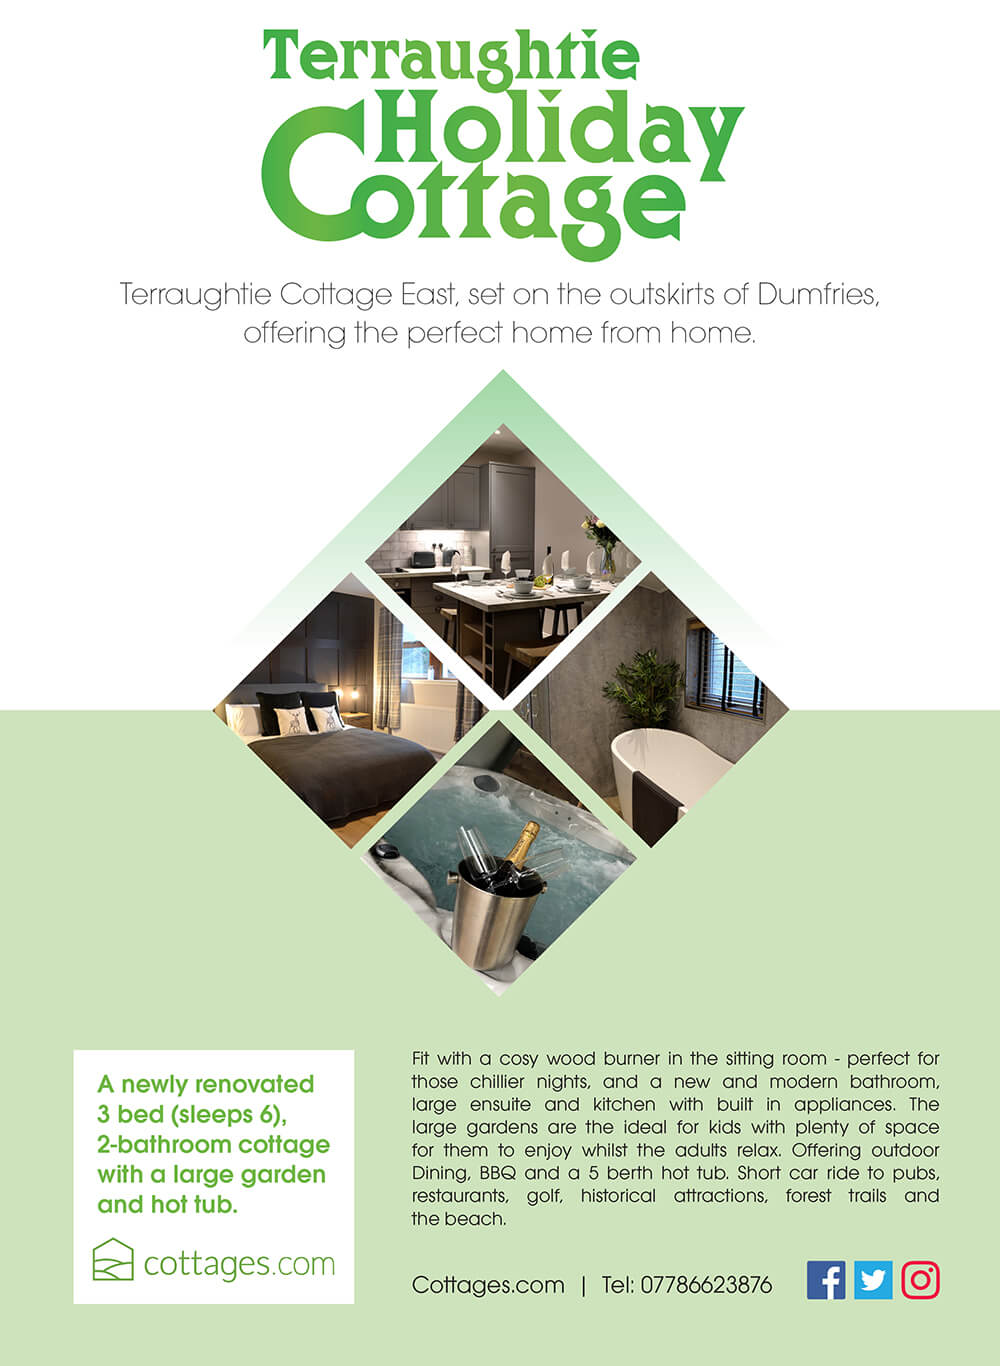 Terraughtie
Holiday
Cottage
Terraughtie Cottage East, set on the outskirts of Dumfries,
offering the perfect home from home.
A newly renovated
3 bed (sleeps 6),
2-bathroom cottage
with a large garden
and hot tub.
cottages.com
Fit with a cosy wood burner in the sitting room - perfect for
those chillier nights, and a new and modern bathroom,
large ensuite and kitchen with built in appliances. The
large gardens are the ideal for kids with plenty of space
for them to enjoy whilst the adults relax. Offering outdoor
Dining, BBQ and a 5 berth hot tub. Short car ride to pubs,
restaurants, golf, historical attractions, forest trails and
the beach.
Cottages.com | Tel: 07786623876